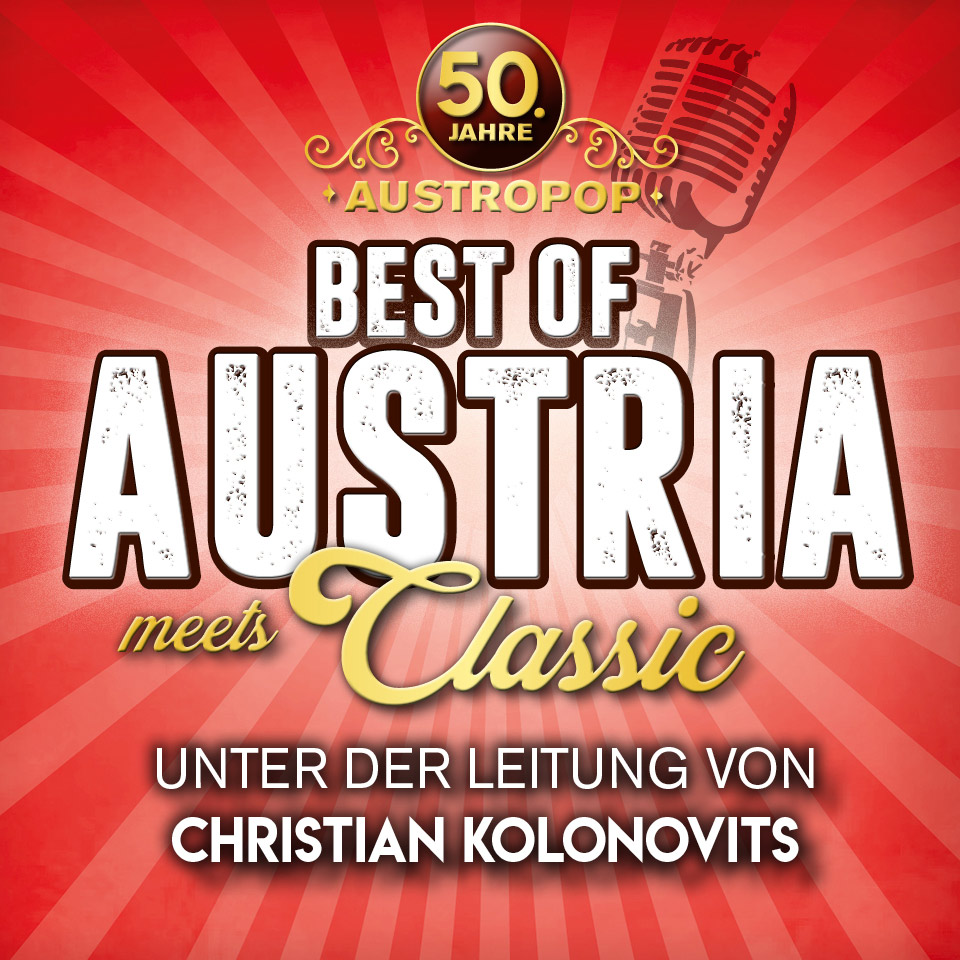 50.
JAHRE
AUSTROPOP
BEST OF
AUSTRIA
meets Classic
UNTER DER LEITUNG VON
CHRISTIAN KOLONOVITS